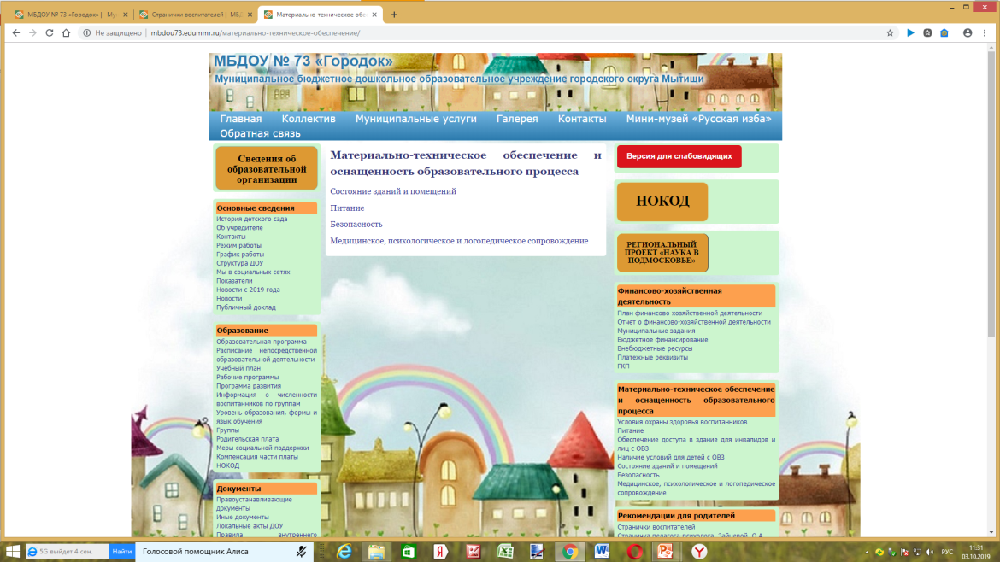 МБДОУ № 73 «Городок» | Му
Странички воспитателей | МБД
Материально-техническое обес
Не защищено | mbdou73.edummr.ru/материально-техническое-обеспечение/
МБДОУ № 73 «Городок»
Муниципальное бюджетное дошкольное образовательное учреждение городского округа Мытищи
Главная Коллектив Муниципальные услуги Галерея Контакты Мини-музей «Русская изба»
Обратная связь
Сведения об
образовательной
организации
Основные сведения
История детского сада
Об учредителе
Контакты
Режим работы
График работы
Структура ДОУ
Мы в социальных сетях
Показатели
Новости с 2019 года
Новости
Публичный доклад
Образование
Образовательная программа
Расписание непосредственной
образовательной деятельности
Учебный план
Рабочие программы
Программа развития
Информация о численности
воспитанников по группам
Уровень образования, формы и
язык обучения
Группы
Родительская плата
Меры социальной поддержки
Компенсация части платы
НОКОД
Документы
Правоустанавливающие
документы
Иные документы
Локальные акты ДОУ
Правила внутреннего
Материально-техническое обеспечение и
оснащенность образовательного процесса
Состояние зданий и помещений
Питание
Безопасность
Медицинское, психологическое и логопедическое сопровождение
Версия для слабовидящих
НОКОД
РЕГИОНАЛЬНЫЙ
ПРОЕКТ «НАУКА В
ПОДМОСКОВЬЕ»
Финансово-хозяйственная
деятельность
План финансово-хозяйственной деятельности
Отчет о финансово-хозяйственной деятельности
Муниципальные задания
Бюджетное финансирование
Внебюджетные ресурсы
Платежные реквизиты
ГКП
Материально-техническое обеспечение
и оснащенность образовательного
процесса
Условия охраны здоровья воспитанников
Питание
Обеспечение доступа в здание для инвалидов и
лиц с ОВЗ
Наличие условий для детей с ОВЗ
Состояние зданий и помещений
Безопасность
Медицинское, психологическое и логопедическое
сопровождение
Рекомендации для родителей
Странички воспитателей
Страничка педагога-психолога Зайцевой О.А.
5G выйдет 4 сен. Найти Голосовой помощник Алиса
РУС
11:31
03.10.2019